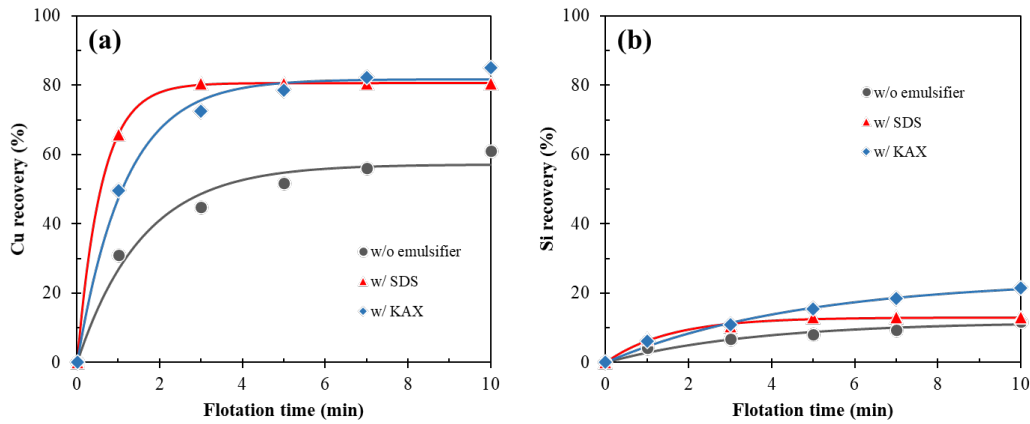 (a)
Cu recovery (%)
100
80
60
40
20
0
0
2
4
6
8
10
Flotation time (min)
w/o emulsifier
w/ SDS
w/ KAX
(b)
Si recovery (%)
100
80
60
40
20
0
0
2
4
6
8
10
Flotation time (min)
w/o emulsifier
w/ SDS
w/ KAX